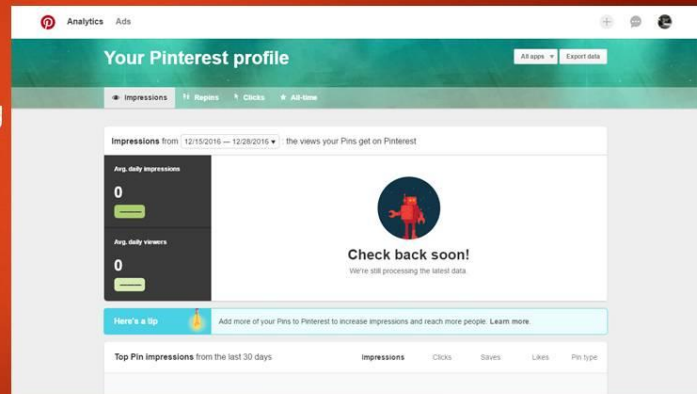 Analytics Ads
Your Pinterest profile
All apps Export data
Impressions Repins Clicks All-time
Impressions from 12/15/2016 — 12/28/2016 : the views your Pins get on Pinterest
Avg. daily impressions
0
Avg. daily viewers
0
Check back soon!
We're still processing the latest data
Here's a tip
Add more of your Pins to Pinterest to increase impressions and reach more people. Learn more
Top Pin impressions from the last 30 days
Impressions Clicks Saves Likes Pin type